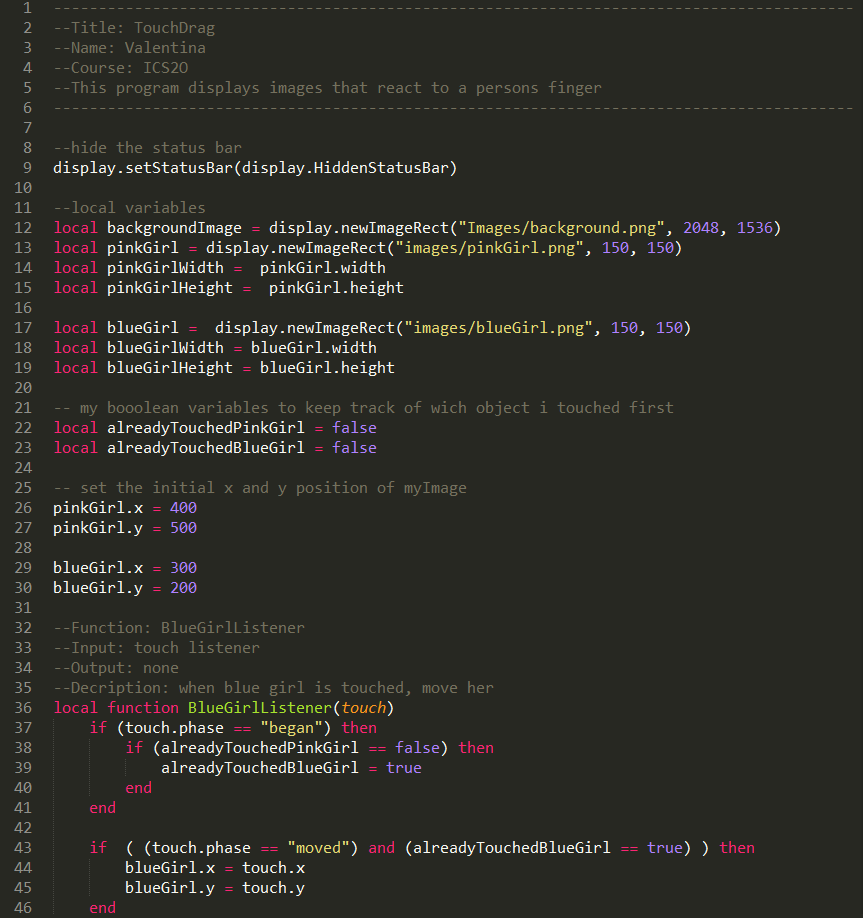 1 -----------------------------------------------------------------------------------------
2 --Title: TouchDrag
3 --Name: Valentina
4 --Course: ICS2O
5 --This program displays images that react to a persons finger
6 -----------------------------------------------------------------------------------------
7
8 --hide the status bar
9 display.setStatusBar(display.HiddenStatusBar)
10
11 --local variables
12 local backgroundImage = display.newImageRect("Images/background.png", 2048, 1536)
13 local pinkGirl = display.newImageRect("images/pinkGirl.png", 150, 150)
14 local pinkGirlWidth =  pinkGirl.width
15 local pinkGirlHeight =  pinkGirl.height
16
17 local blueGirl =  display.newImageRect("images/blueGirl.png", 150, 150)
18 local blueGirlWidth = blueGirl.width
19 local blueGirlHeight = blueGirl.height
20
21 -- my booolean variables to keep track of wich object i touched first
22 local alreadyTouchedPinkGirl = false
23 local alreadyTouchedBlueGirl = false
24
25 -- set the initial x and y position of myImage
26 pinkGirl.x = 400
27 pinkGirl.y = 500
28
29 blueGirl.x = 300
30 blueGirl.y = 200
31
32 --Function: BlueGirlListener
33 --Input: touch listener
34 --Output: none
35 --Decription: when blue girl is touched, move her
36 local function BlueGirlListener(touch)
37     if (touch.phase == "began") then
38         if (alreadyTouchedPinkGirl == false) then
39             alreadyTouchedBlueGirl = true
40         end
41     end
42
43     if  ( (touch.phase == "moved") and (alreadyTouchedBlueGirl == true) ) then
44         blueGirl.x = touch.x
45         blueGirl.y = touch.y
46     end